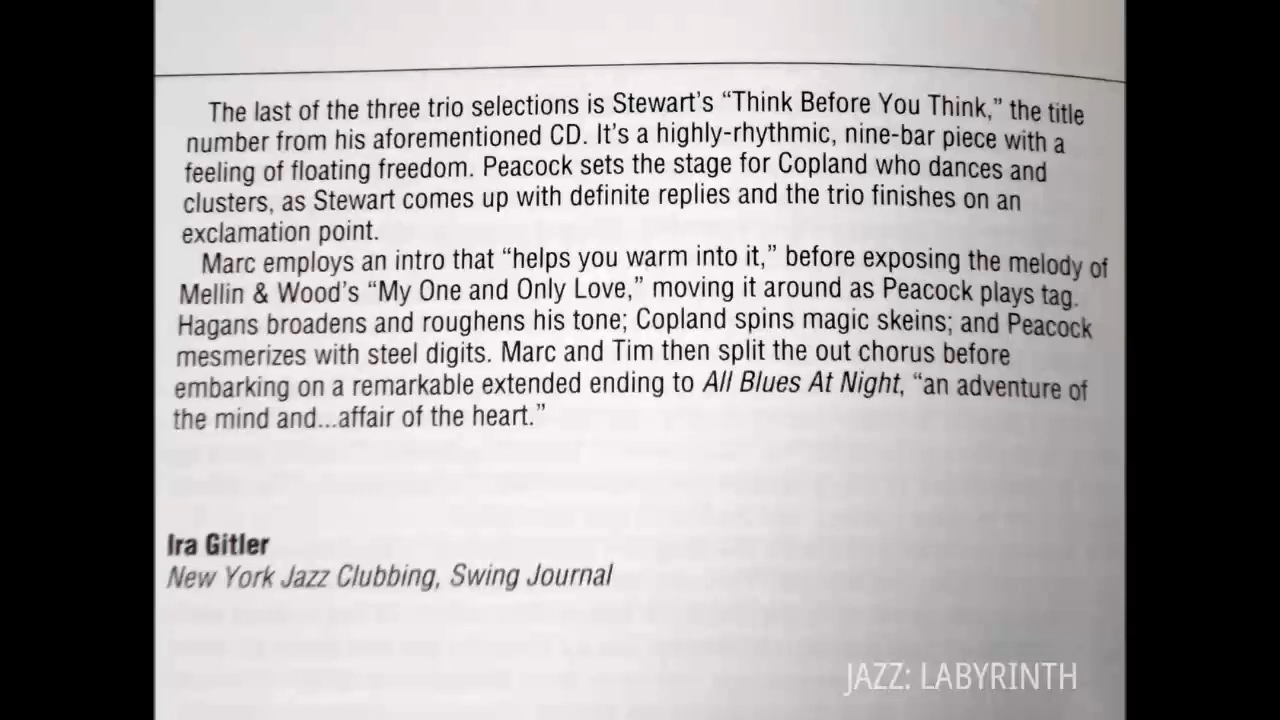 The last of the three trio selections is Stewart's “Think Before You Think,” the title
number from his aforementioned CD. It's a highly-rhythmic, nine-bar piece with a
feeling of floating freedom. Peacock sets the stage for Copland who dances and
clusters, as Stewart comes up with definite replies and the trio finishes on an
exclamation point.
Marc employs an intro that “helps you warm into it,” before exposing the melody of
Mellin & Wood's “My One and Only Love,” moving it around as Peacock plays tag.
Hagans broadens and roughens his tone; Copland spins magic skeins; and Peacock
mesmerizes with steel digits. Marc and Tim then split the out chorus before
embarking on a remarkable extended ending to All Blues At Night, “an adventure of
the mind and...affair of the heart.”
Ira Gitler
New York Jazz Clubbing, Swing Journal
JAZZ: LABYRINTH